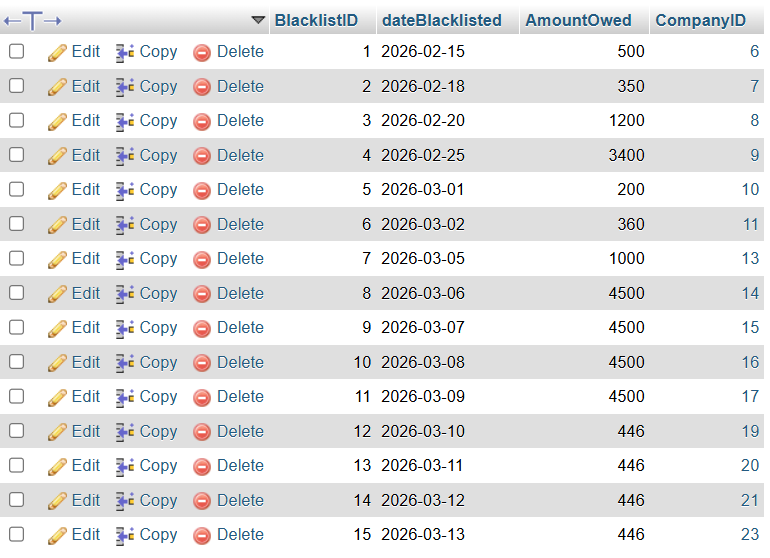 BlacklistID dateBlacklisted AmountOwed CompanyID
Edit Copy Delete 1 2026-02-15 500 6
Edit Copy Delete 2 2026-02-18 350 7
Edit Copy Delete 3 2026-02-20 1200 8
Edit Copy Delete 4 2026-02-25 3400 9
Edit Copy Delete 5 2026-03-01 200 10
Edit Copy Delete 6 2026-03-02 360 11
Edit Copy Delete 7 2026-03-05 1000 13
Edit Copy Delete 8 2026-03-06 4500 14
Edit Copy Delete 9 2026-03-07 4500 15
Edit Copy Delete 10 2026-03-08 4500 16
Edit Copy Delete 11 2026-03-09 4500 17
Edit Copy Delete 12 2026-03-10 446 19
Edit Copy Delete 13 2026-03-11 446 20
Edit Copy Delete 14 2026-03-12 446 21
Edit Copy Delete 15 2026-03-13 446 23